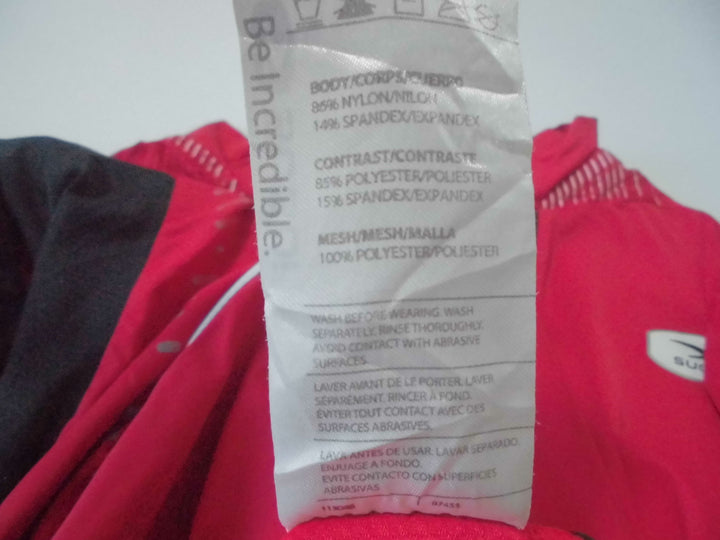 Be Incredible.
BODY/CORPS/CUERPO
86% NYLON/NILON
14% SPANDEX/EXPANDEX
CONTRAST/CONTRASTE
85% POLYESTER/POLIESTER
15% SPANDEX/EXPANDEX
MESH/MESH/MALLA
100% POLYESTER/POLIESTER
WASH BEFORE WEARING. WASH
SEPARATELY. RINSE THOROUGHLY.
AVOID CONTACT WITH ABRASIVE
SURFACES.
LAVER AVANT DE LE PORTER. LAVER
SÉPARÉMENT. RINCER À FOND.
ÉVITER TOUT CONTACT AVEC DES
SURFACES ABRASIVES.
LAVA ANTES DE USAR. LAVAR SEPARADO.
ENJUAGE A FONDO.
EVITE CONTACTO CON SUPERFICIES
ABRASIVAS
07455